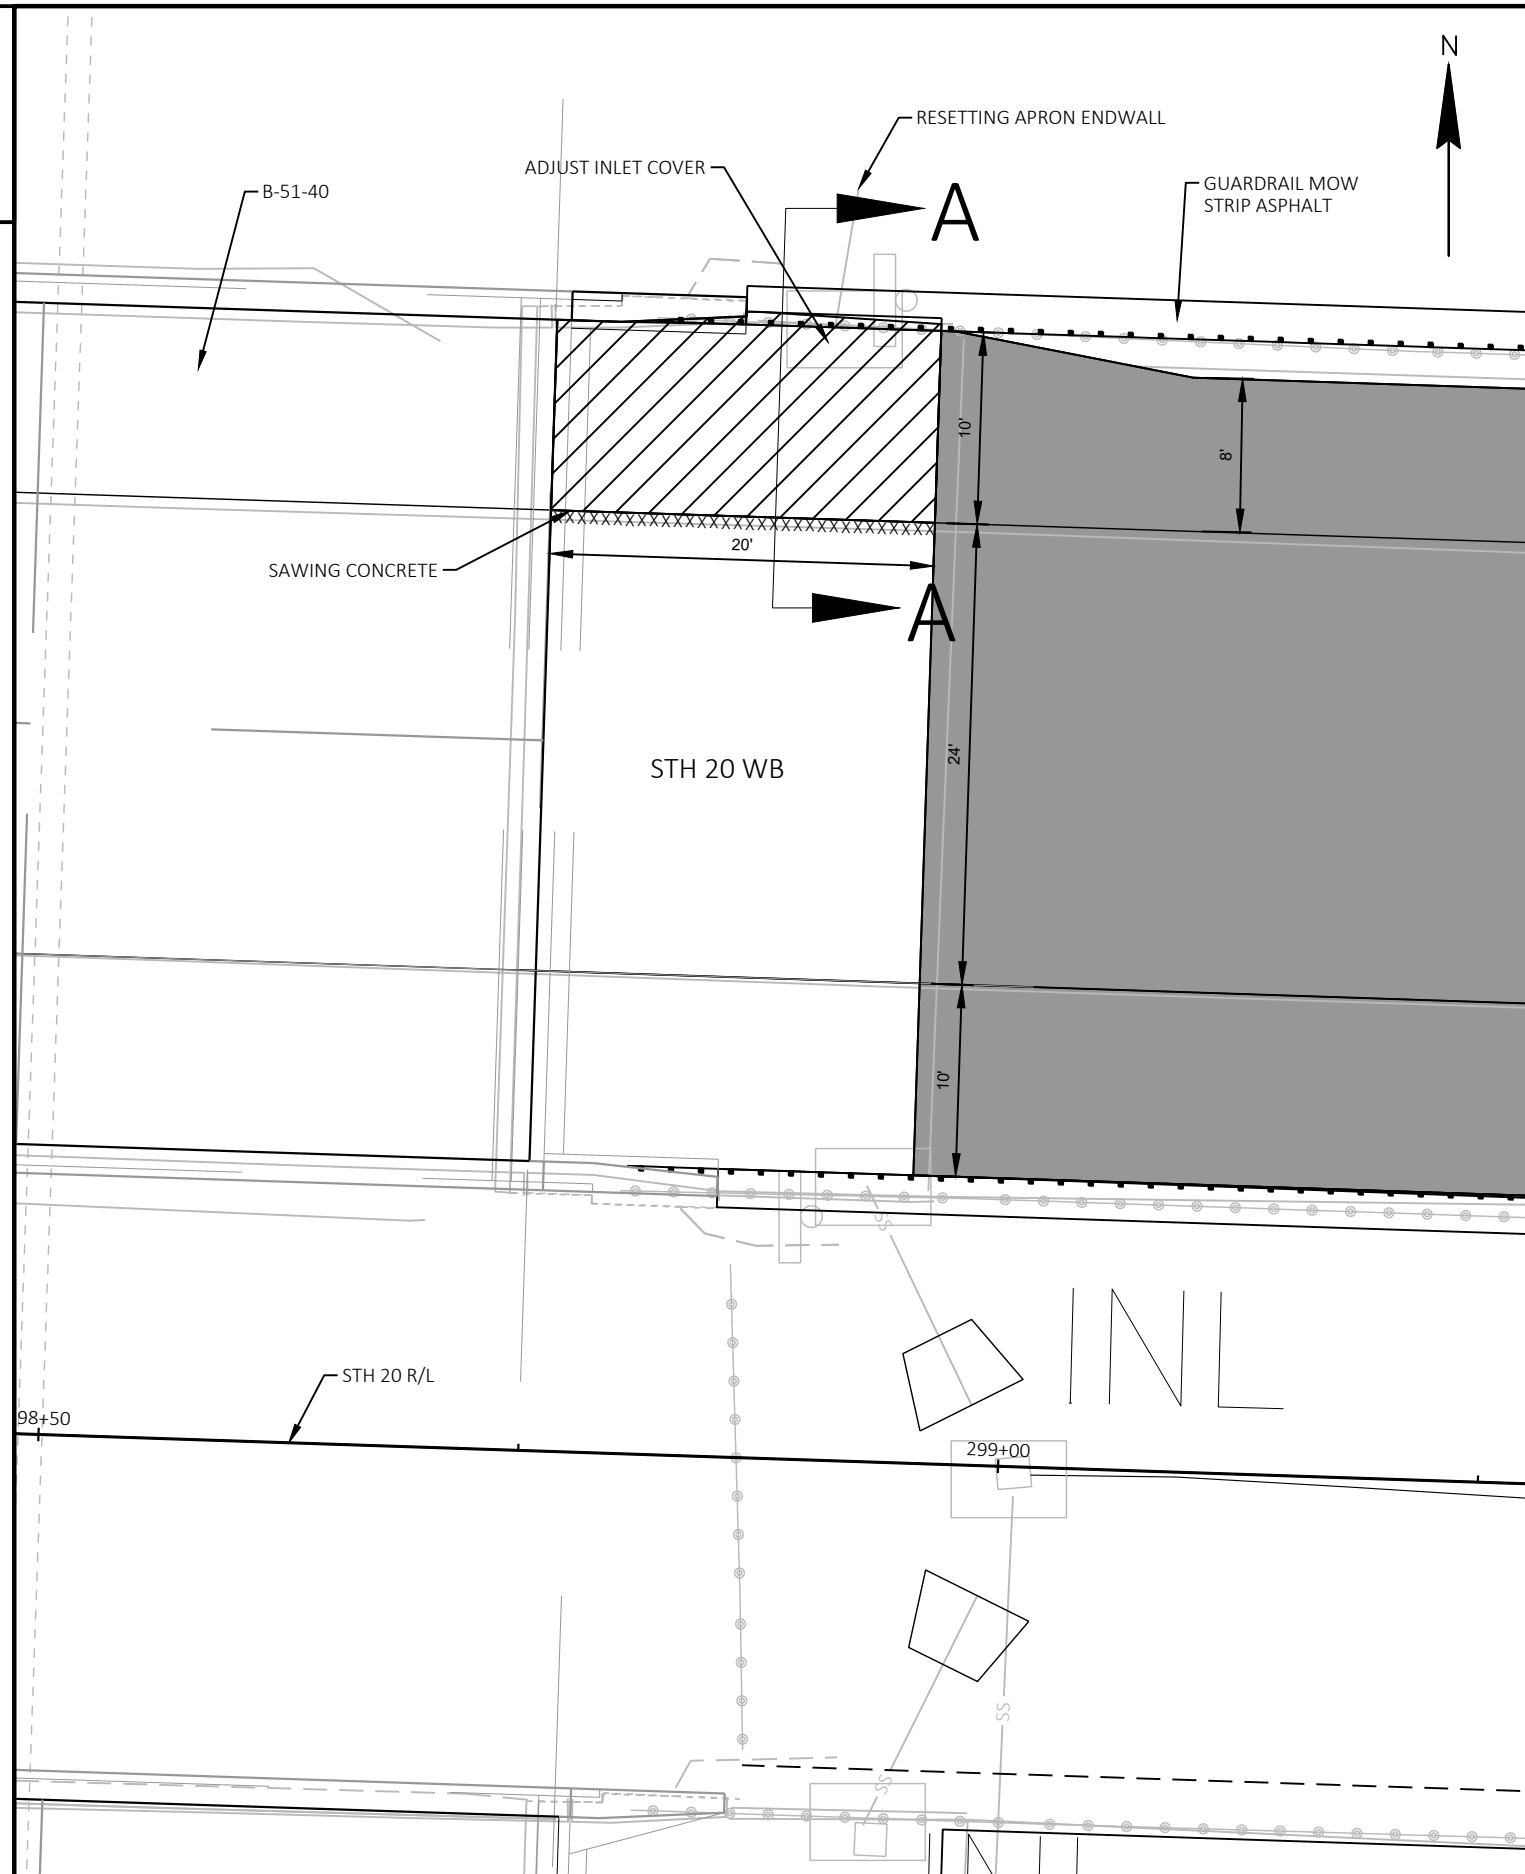 N
RESETTING APRON ENDWALL
ADJUST INLET COVER
B-51-40
GUARDRAIL MOW
STRIP ASPHALT
A
10'
8'
20'
SAWING CONCRETE
A
24'
STH 20 WB
10'
SS
INL
STH 20 R/L
98+50
299+00
SS
SS